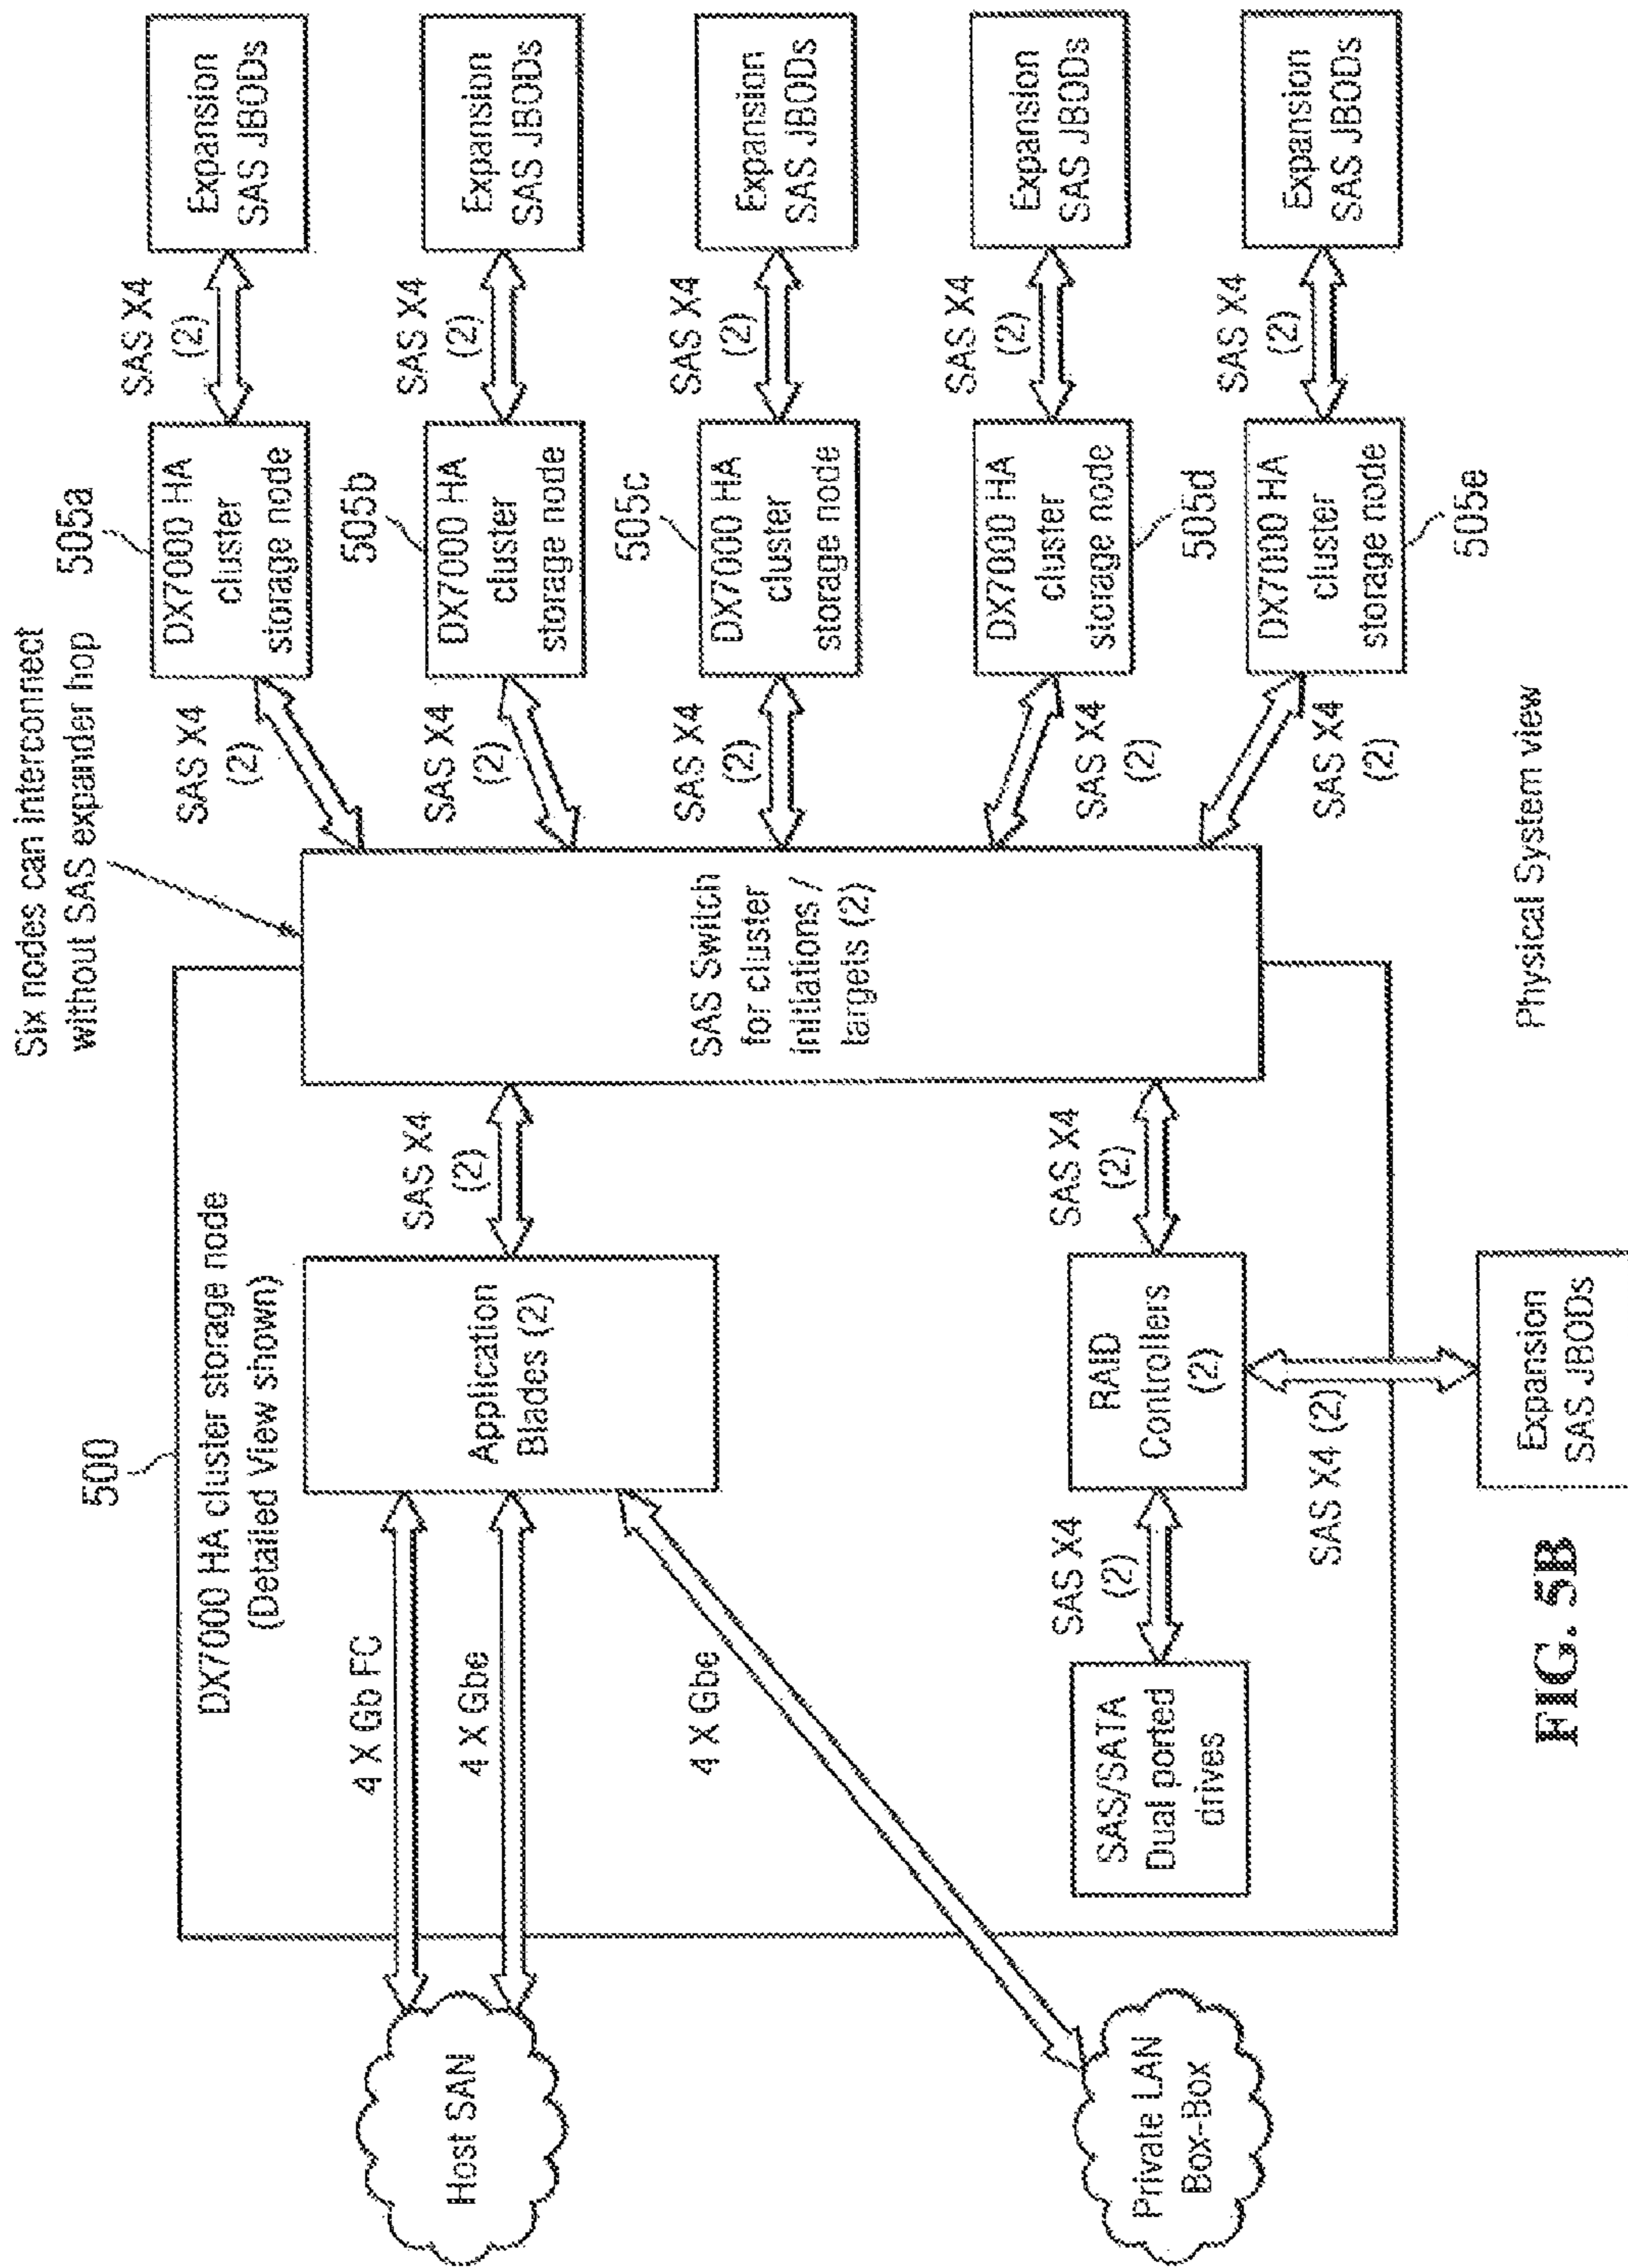 Six nodes can interconnect
without SAS expander hop
500
DX7000 HA cluster storage node
(Detailed View shown)
Host SAN
4 X Gb FC
4 X Gbe
4 X Gbe
Private LAN
Box-Box
Application
Blades (2)
SAS X4
(2)
SAS/SATA
Dual ported
drives
SAS X4
(2)
RAID
Controllers
(2)
SAS X4
(2)
SAS X4 (2)
Expansion
SAS JBODs
SAS Switch
for cluster
initiations /
targets (2)
SAS X4
(2)
505a
DX7000 HA
cluster
storage node
SAS X4
(2)
Expansion
SAS JBODs
SAS X4
(2)
505b
DX7000 HA
cluster
storage node
SAS X4
(2)
Expansion
SAS JBODs
SAS X4
(2)
505c
DX7000 HA
cluster
storage node
SAS X4
(2)
Expansion
SAS JBODs
SAS X4
(2)
505d
DX7000 HA
cluster
storage node
SAS X4
(2)
Expansion
SAS JBODs
SAS X4
(2)
505e
DX7000 HA
cluster
storage node
SAS X4
(2)
Expansion
SAS JBODs
Physical System view
FIG. 5B